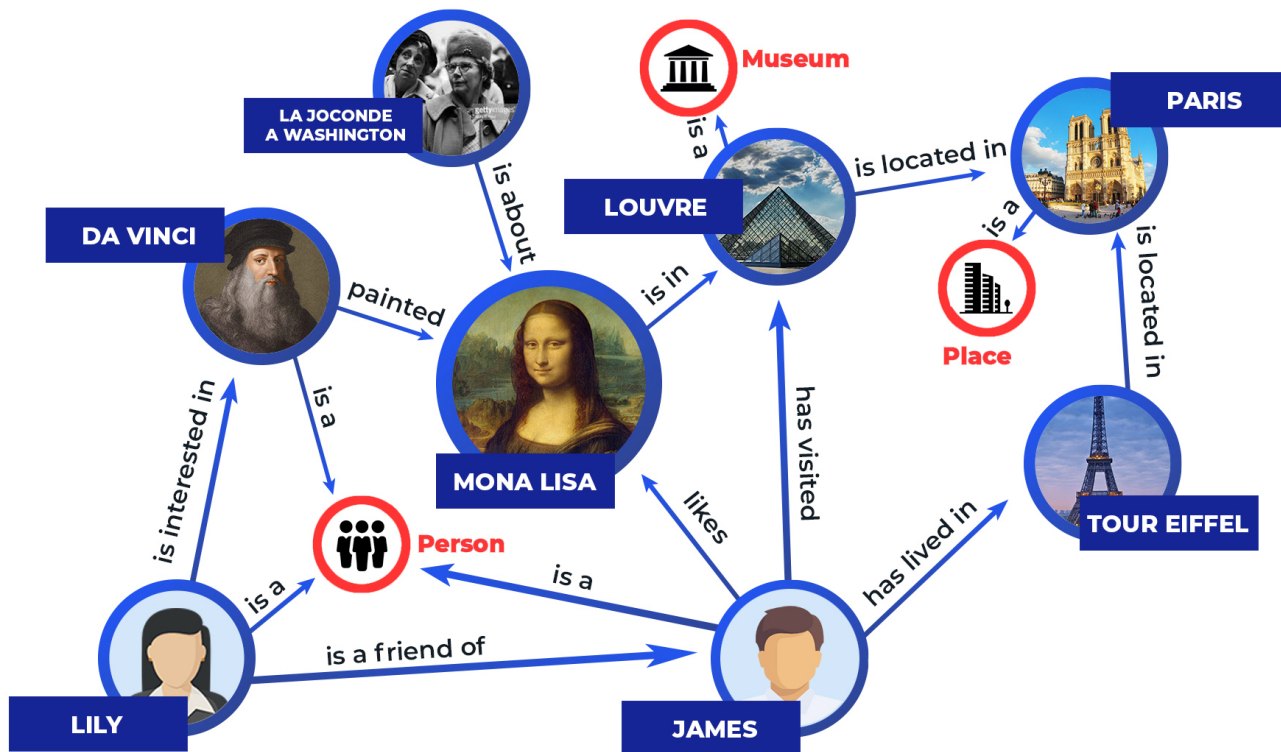 LA JOCONDE
A WASHINGTON
gettyimages
Museum
PARIS
is a
is located in
is about
LOUVRE
DA VINCI
is a
is located in
painted
is in
Place
is a
has visited
is interested in
MONA LISA
likes
TOUR EIFFEL
Person
has lived in
is a
is a
is a friend of
LILY
JAMES